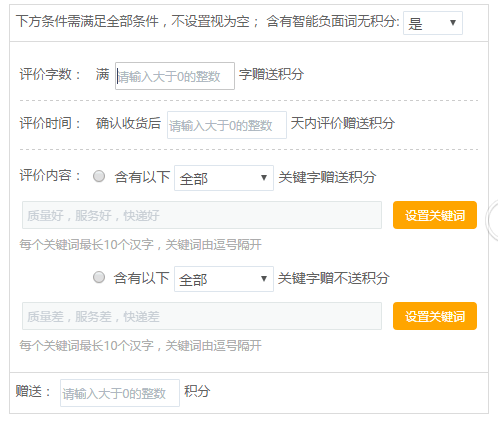 下方条件需满足全部条件，不设置视为空； 含有智能负面词无积分: 是
评价字数： 满 请输入大于0的整数 字赠送积分
评价时间： 确认收货后 请输入大于0的整数 天内评价赠送积分
评价内容： 含有以下 全部 关键字赠送积分
质量好，服务好，快递好 设置关键词
每个关键词最长10个汉字，关键词由逗号隔开
含有以下 全部 关键字赠不送积分
质量差，服务差，快递差 设置关键词
每个关键词最长10个汉字，关键词由逗号隔开
赠送： 请输入大于0的整数 积分